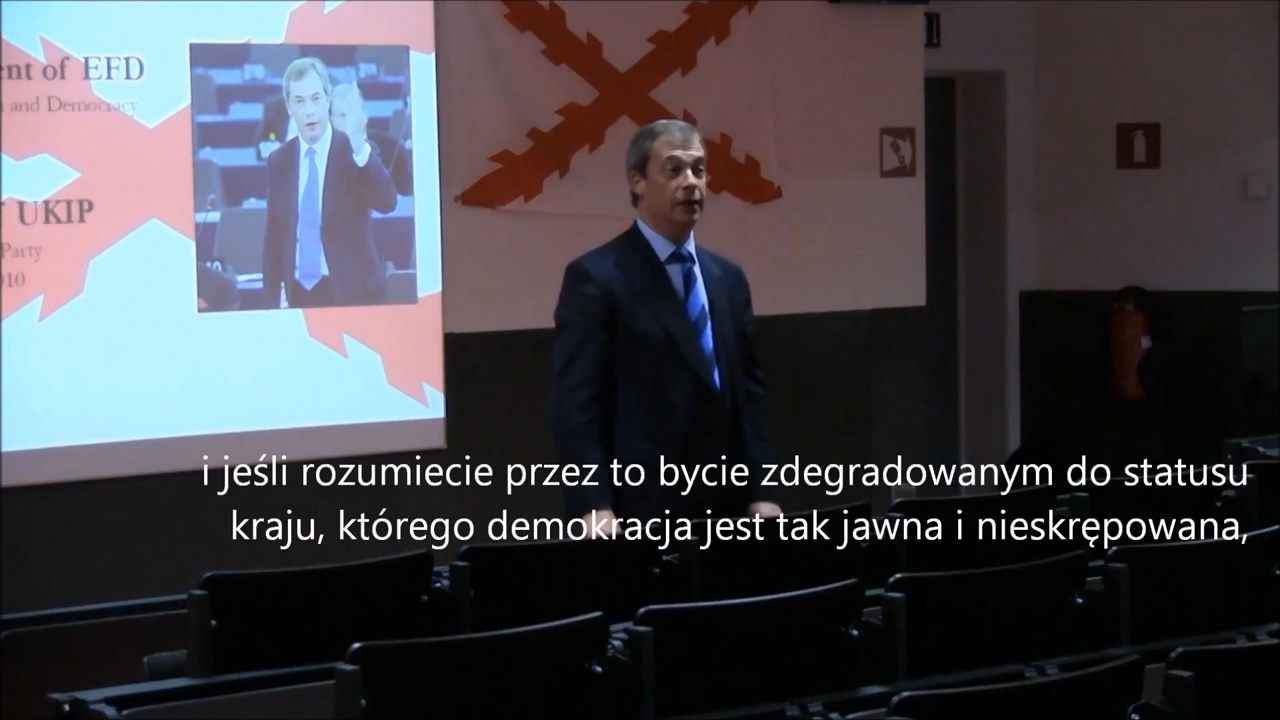 ent of EFD
and Democracy
UKIP
Party
010
i jeśli rozumiecie przez to bycie zdegradowanym do statusu
kraju, którego demokracja jest tak jawna i nieskrępowana,